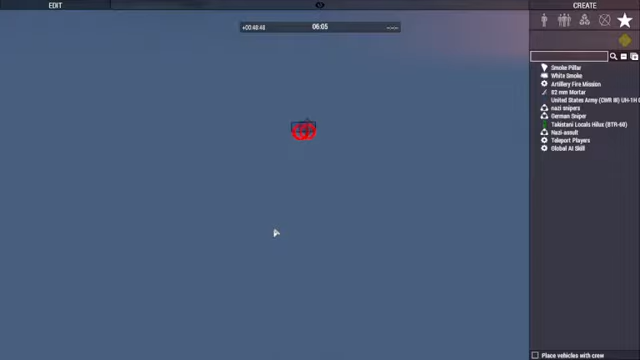 EDIT
CREATE
+00:48:48
06:05
--:--
Smoke Pillar
White Smoke
Artillery Fire Mission
82 mm Mortar
United States Army (CWR III) UH-1H
nazi snipers
German Sniper
Takistani Locals Hilux (BTR-60)
Nazi-assult
Teleport Players
Global AI Skill
Place vehicles with crew